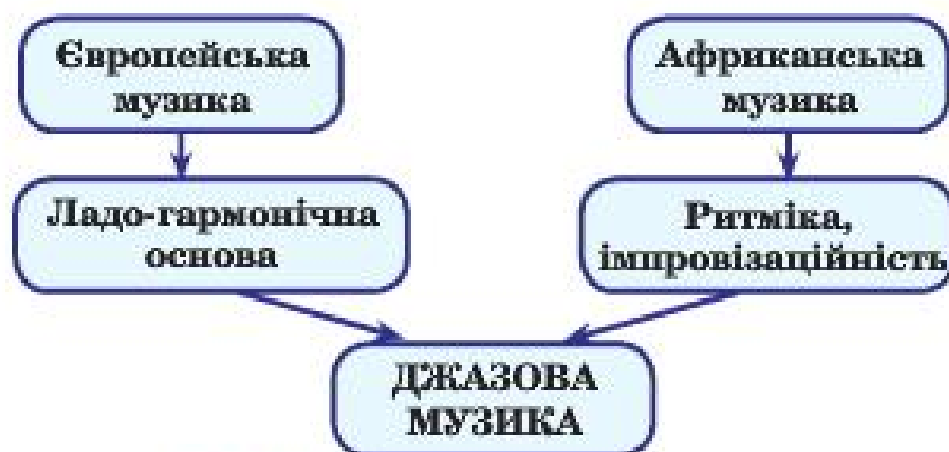 Європейська
музика
Африканська
музика
Ладо-гармонічна
основа
Ритміка,
імпровізаційність
ДЖАЗОВА
МУЗИКА